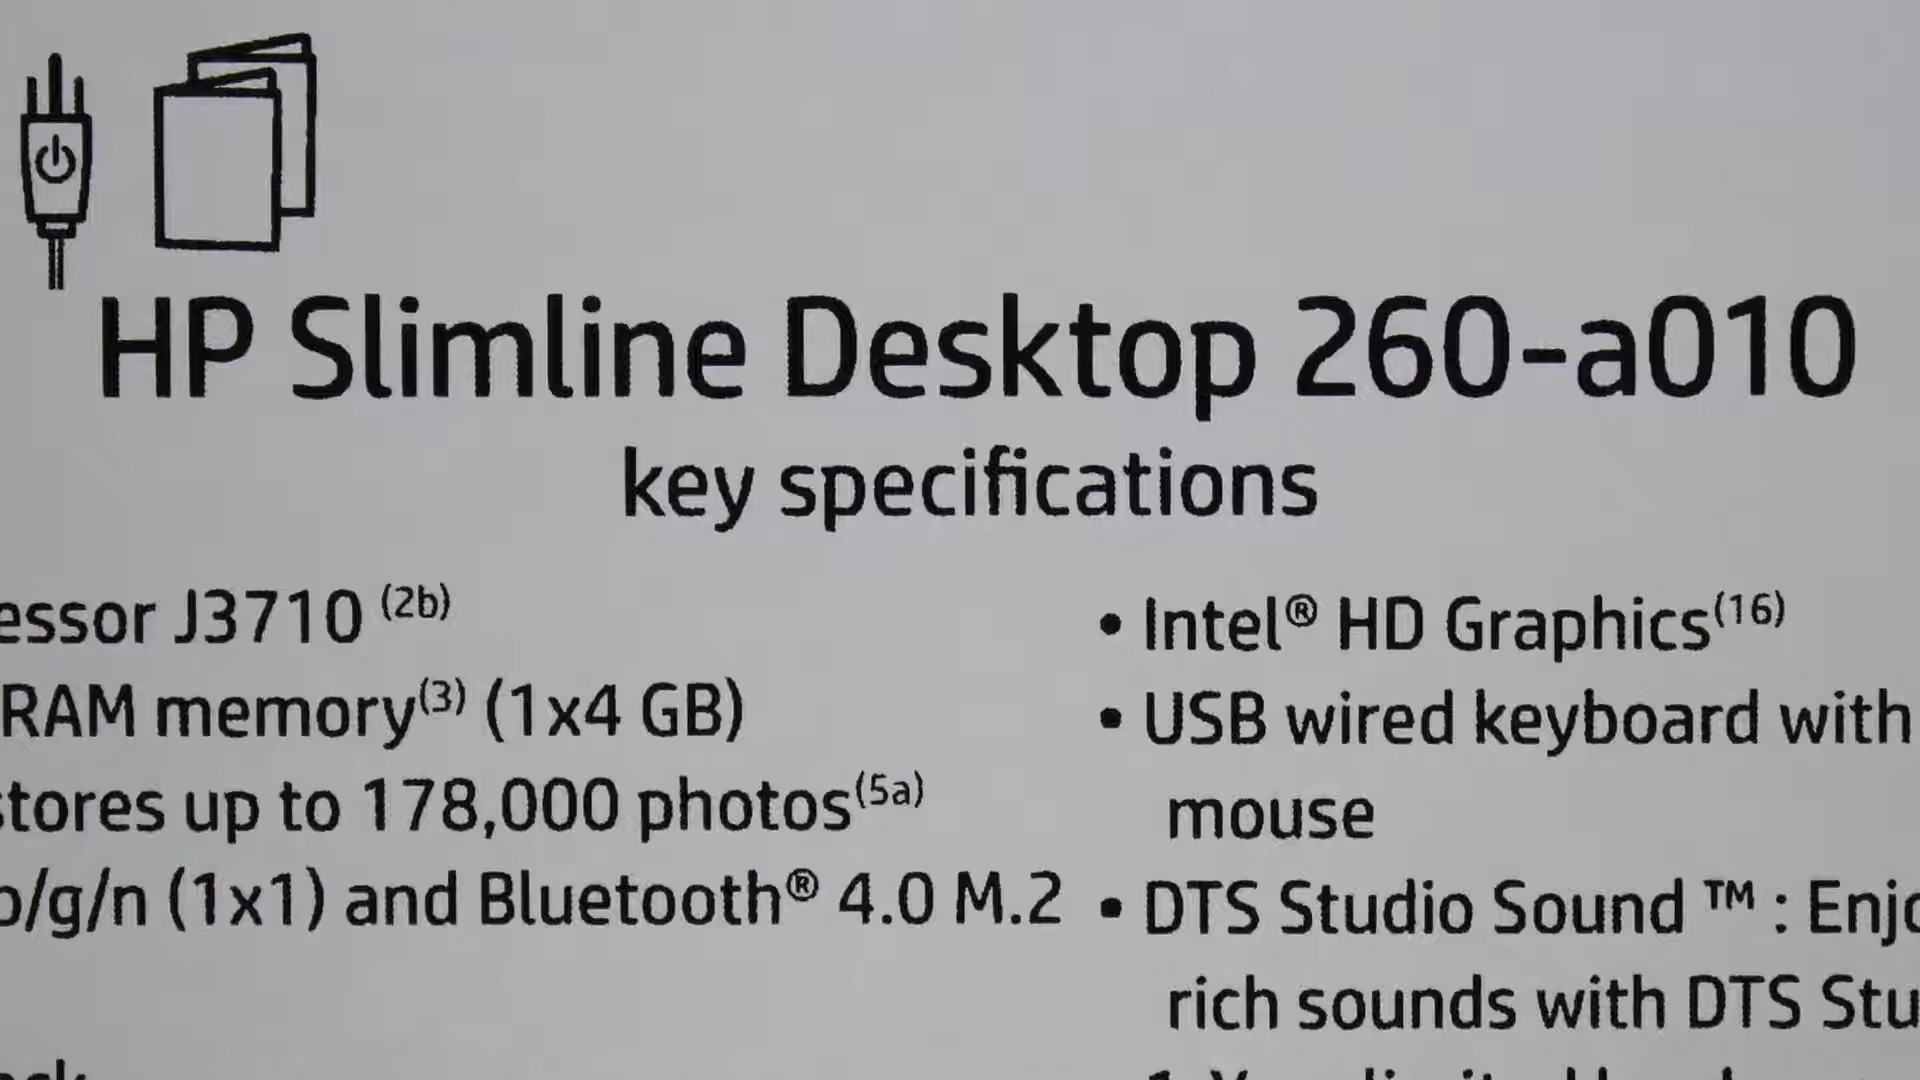 HP Slimline Desktop 260-a010
key specifications
essor J3710 (2b)
RAM memory(3) (1x4 GB)
stores up to 178,000 photos(5a)
b/g/n (1x1) and Bluetooth® 4.0 M.2
• Intel® HD Graphics(16)
• USB wired keyboard with
mouse
• DTS Studio Sound ™ : Enjo
rich sounds with DTS Stu